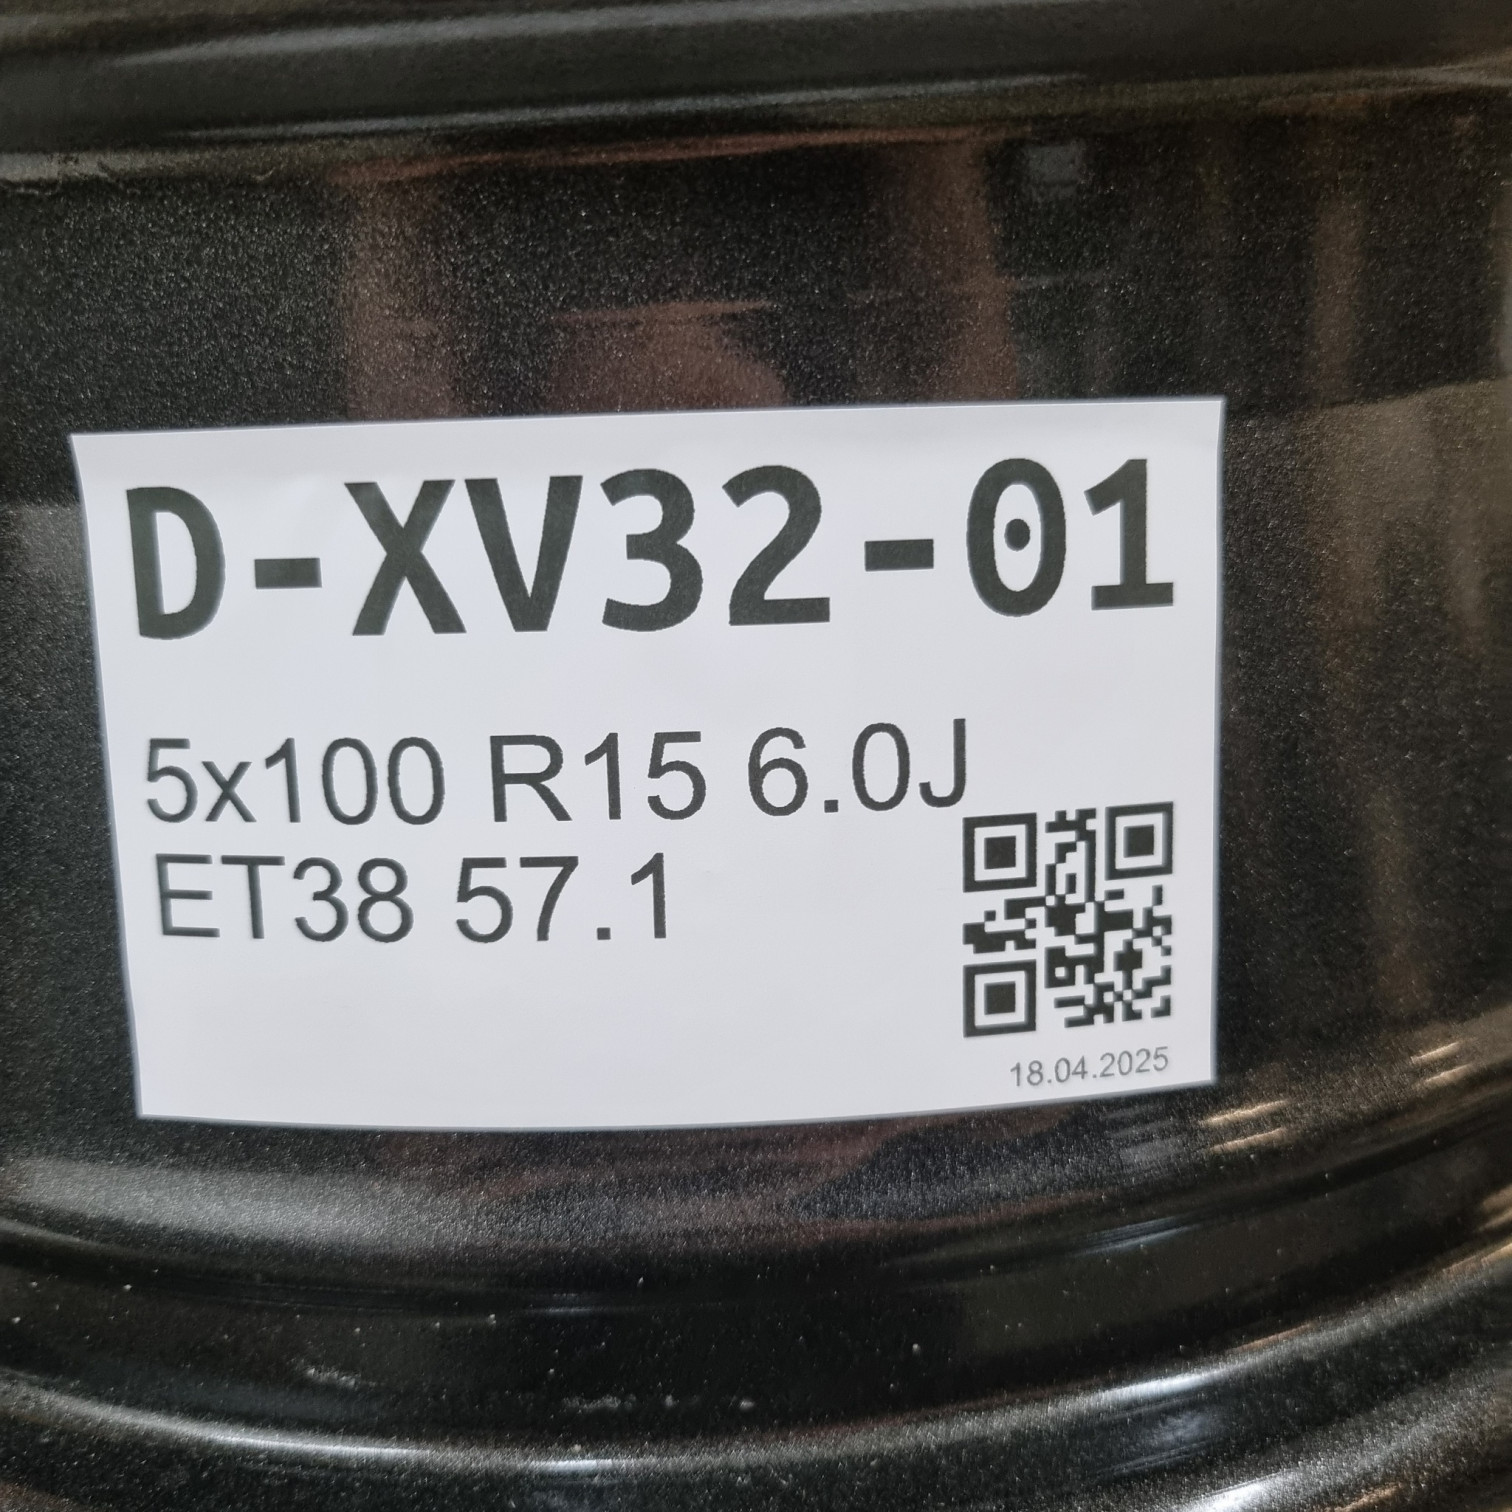 D-XV32-01
5x100 R15 6.0J
ET38 57.1
18.04.2025